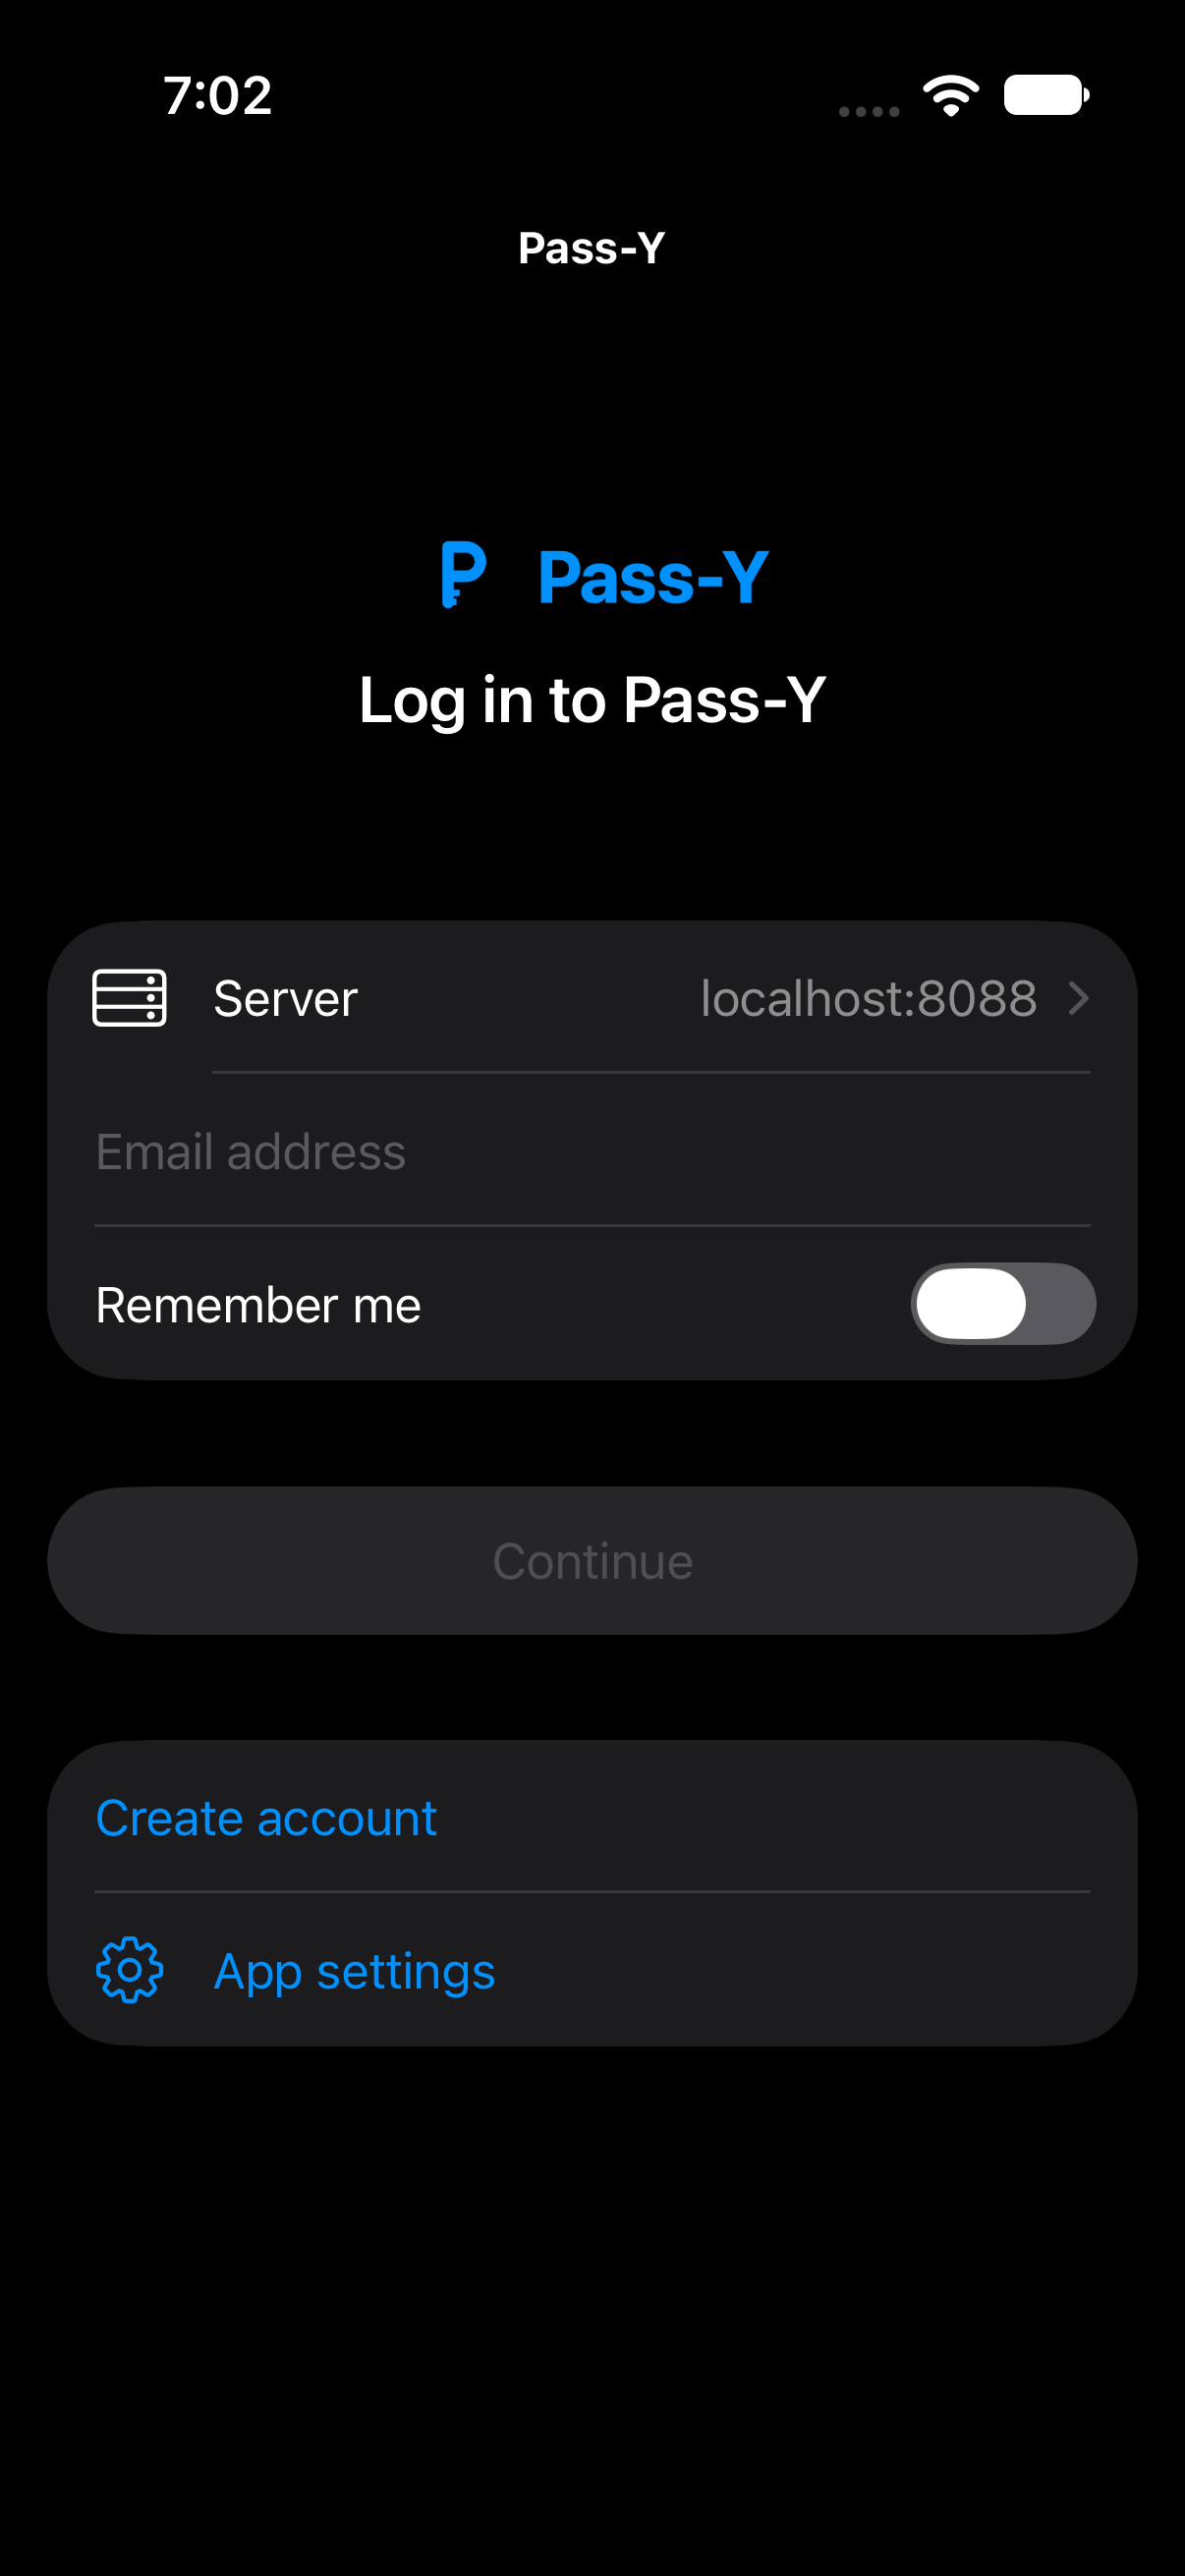 7:02
Pass-Y
Pass-Y
Log in to Pass-Y
Server localhost:8088
Email address
Remember me
Continue
Create account
App settings